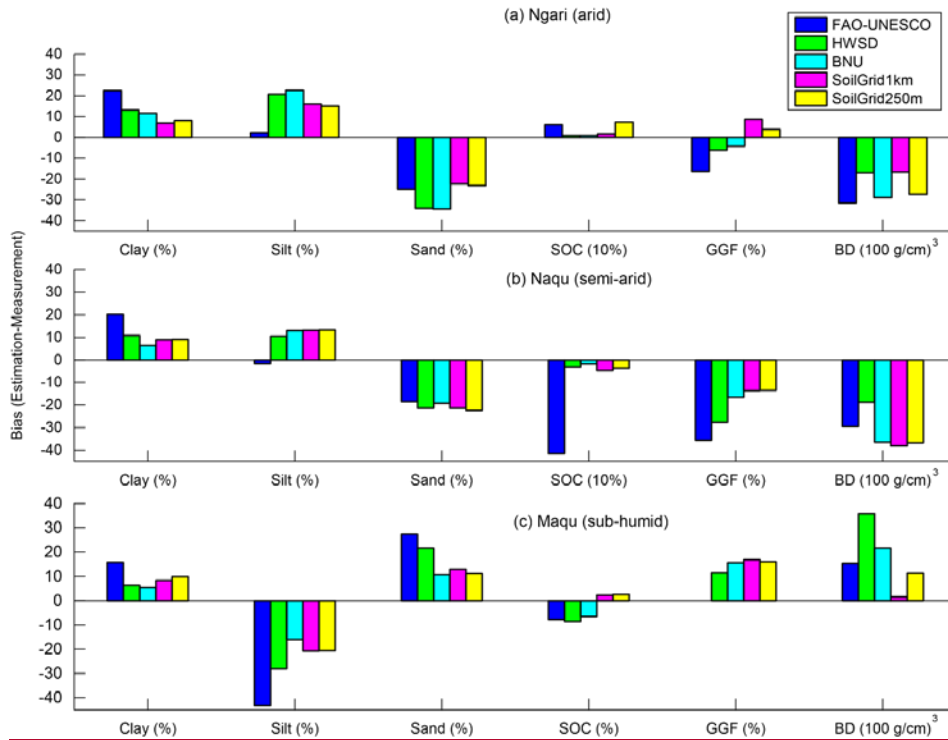 (a) Ngari (arid)
FAO-UNESCO
HWSD
BNU
SoilGrid1km
SoilGrid250m
40
30
20
10
0
-10
-20
-30
-40
Clay (%)
Silt (%)
Sand (%)
SOC (10%)
GGF (%)
BD (100 g/cm)³
Bias (Estimation-Measurement)
(b) Naqu (semi-arid)
40
30
20
10
0
-10
-20
-30
-40
Clay (%)
Silt (%)
Sand (%)
SOC (10%)
GGF (%)
BD (100 g/cm)³
(c) Maqu (sub-humid)
40
30
20
10
0
-10
-20
-30
-40
Clay (%)
Silt (%)
Sand (%)
SOC (%)
GGF (%)
BD (100 g/cm)³